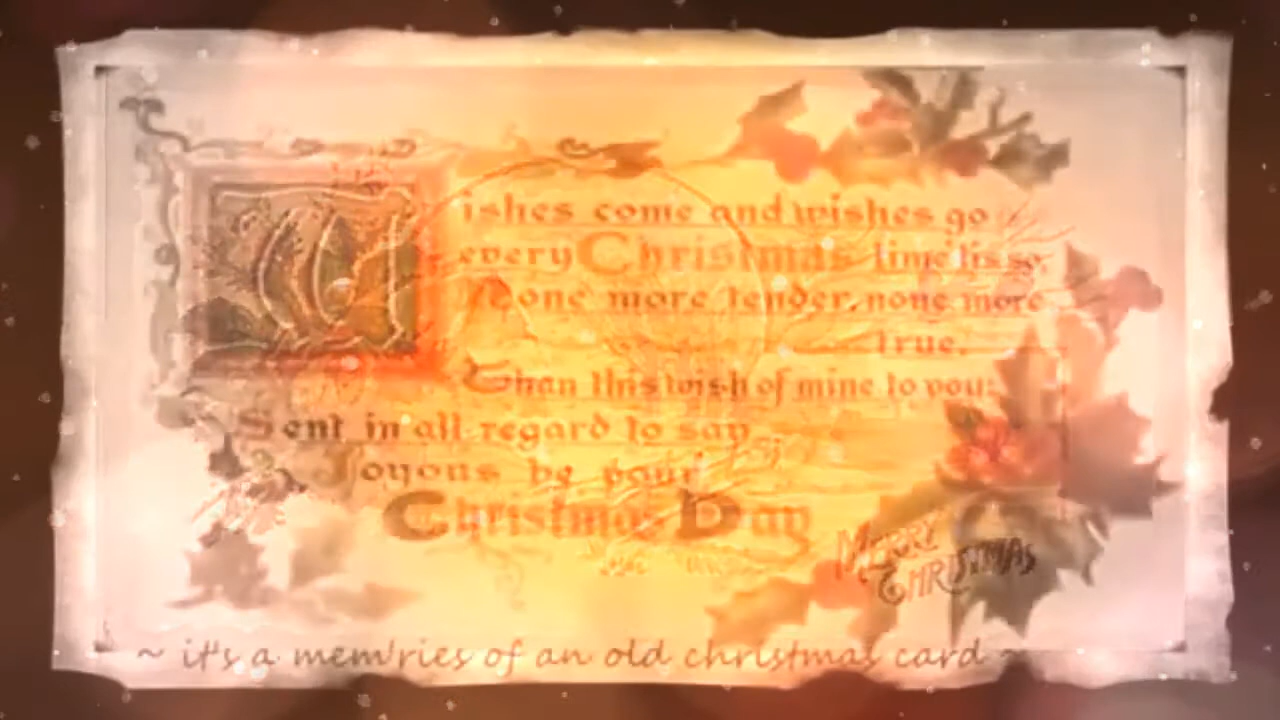 Wishes come and wishes go
every Christmas time tis so;
None more tender, none more
true,
Than this wish of mine to you;
Sent in all regard to say
Joyous be your
Christmas Day
MERRY
CHRISTMAS
~ it's a mem'ries of an old christmas card ~